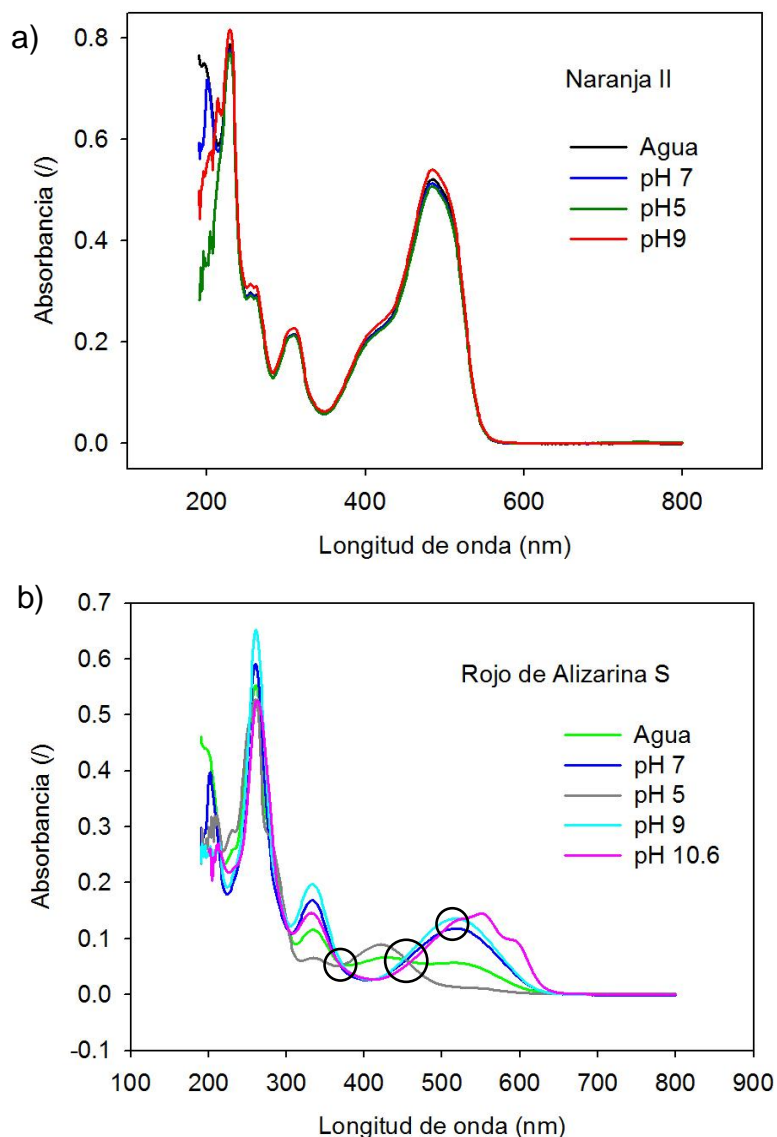 a)
0.8
0.6
0.4
0.2
0.0
Absorbancia (/)
Naranja II
Agua
pH 7
pH5
pH9
200 400 600 800
Longitud de onda (nm)
b)
0.7
0.6
0.5
0.4
0.3
0.2
0.1
0.0
-0.1
Absorbancia (/)
Rojo de Alizarina S
Agua
pH 7
pH 5
pH 9
pH 10.6
100 200 300 400 500 600 700 800 900
Longitud de onda (nm)